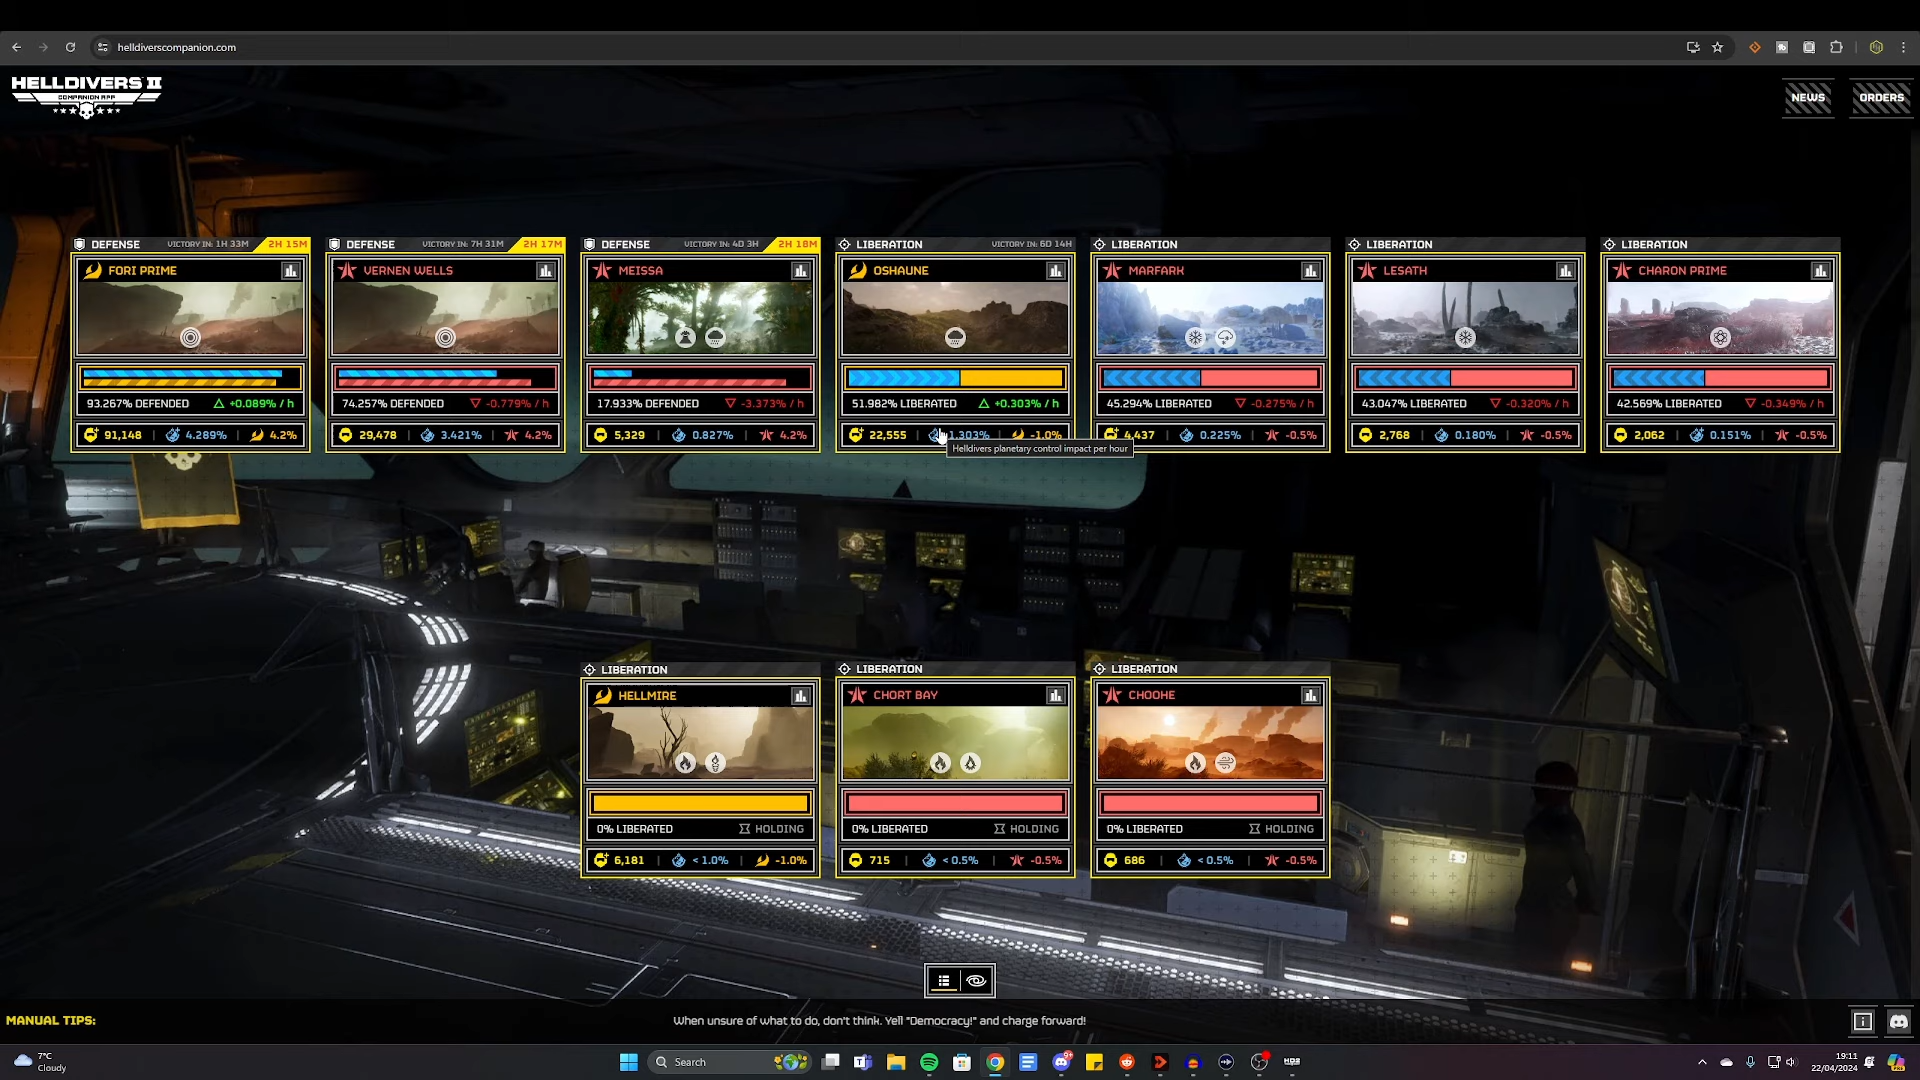 helldiverscompanion.com
HELLDIVERS II
COMPANION APP
NEWS
ORDERS
DEFENSE VICTORY IN: 1H 33M 2H 15M
FORI PRIME
93.267% DEFENDED +0.089% / h
91,148 4.289% 4.2%
DEFENSE VICTORY IN: 7H 31M 2H 17M
VERNEN WELLS
74.257% DEFENDED -0.779% / h
29,478 3.421% 4.2%
DEFENSE VICTORY IN: 4D 3H 2H 18M
MEISSA
17.933% DEFENDED -3.373% / h
5,329 0.827% 4.2%
LIBERATION VICTORY IN: 6D 14H
OSHAUNE
51.982% LIBERATED +0.303% / h
22,555 1.303% -1.0%
Helldivers planetary control impact per hour
LIBERATION
MARFARK
45.294% LIBERATED -0.275% / h
4,437 0.225% -0.5%
LIBERATION
LESATH
43.047% LIBERATED -0.320% / h
2,768 0.180% -0.5%
LIBERATION
CHARON PRIME
42.569% LIBERATED -0.349% / h
2,062 0.151% -0.5%
LIBERATION
HELLMIRE
0% LIBERATED HOLDING
6,181 < 1.0% -1.0%
LIBERATION
CHORT BAY
0% LIBERATED HOLDING
715 < 0.5% -0.5%
LIBERATION
CHOOHE
0% LIBERATED HOLDING
686 < 0.5% -0.5%
MANUAL TIPS:
When unsure of what to do, don't think. Yell "Democracy!" and charge forward!
7°C
Cloudy
Search
HD2
19:11
22/04/2024